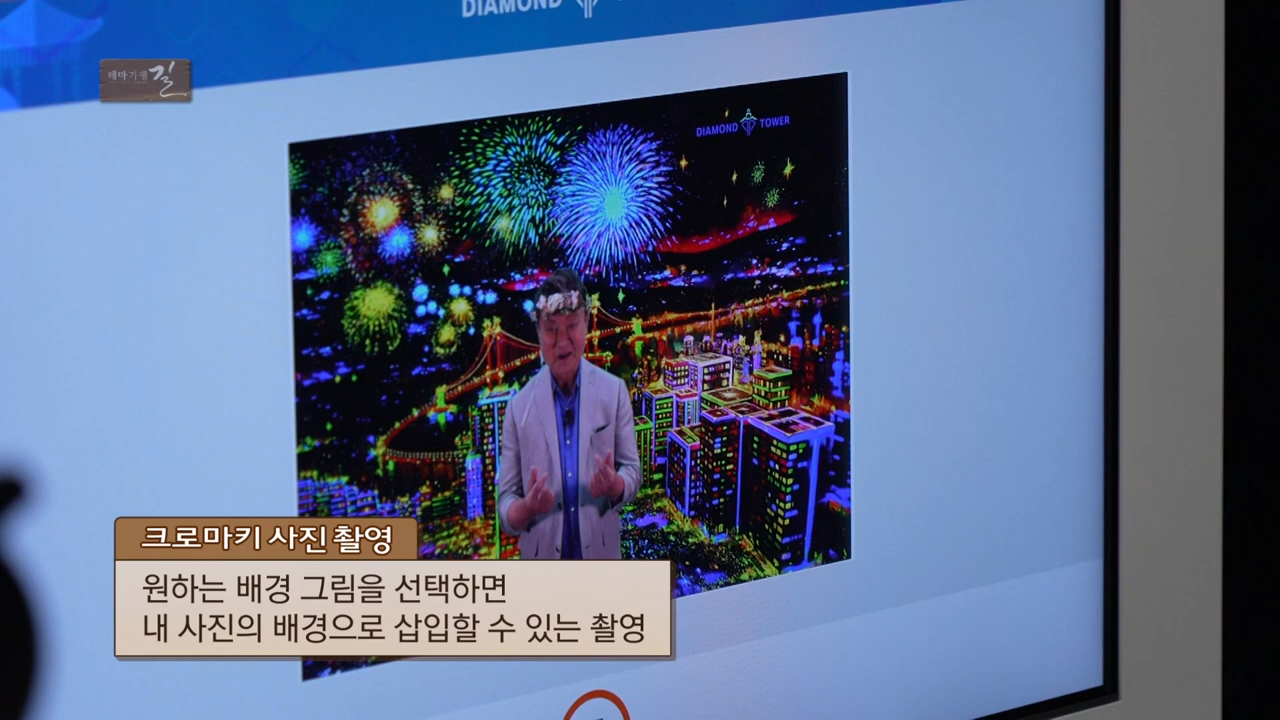 DIAMOND
테마기행 길
DIAMOND TOWER
크로마키 사진 촬영
원하는 배경 그림을 선택하면
내 사진의 배경으로 삽입할 수 있는 촬영